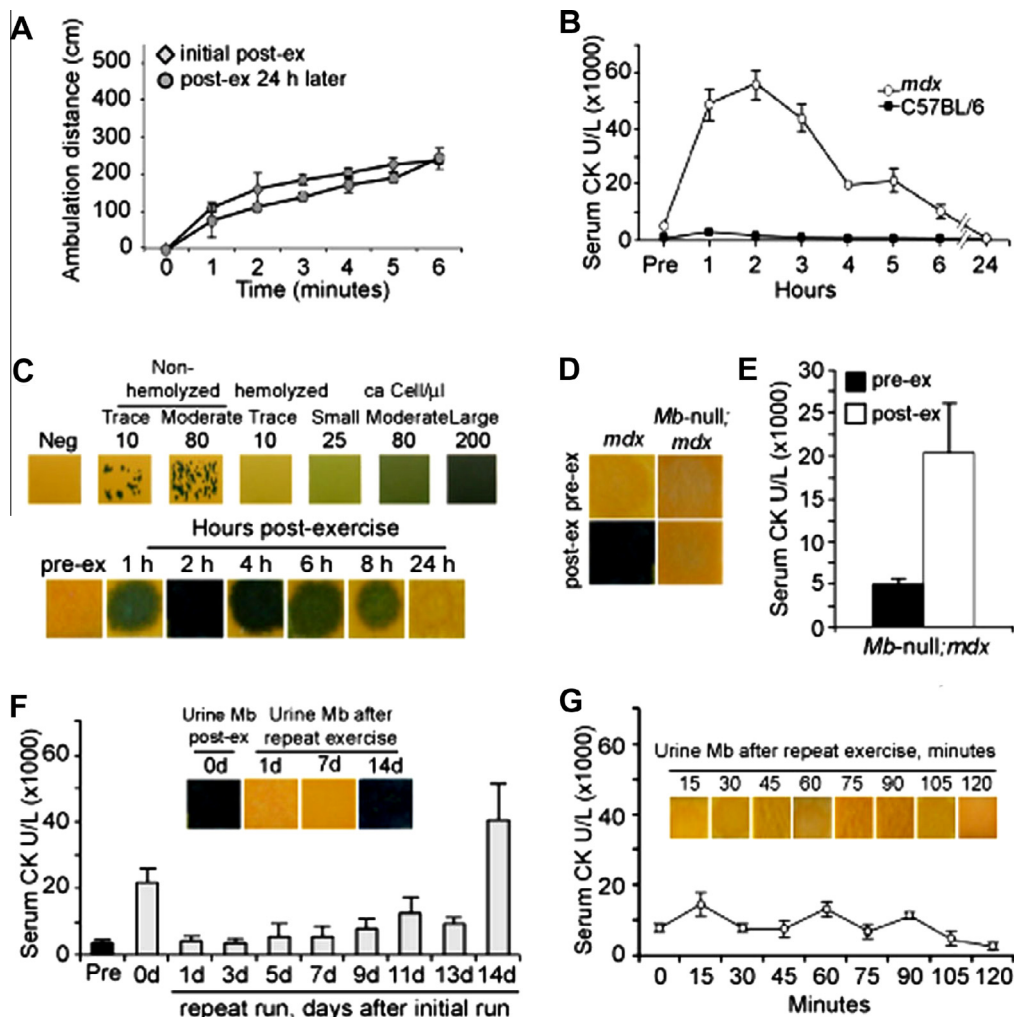 A
Ambulation distance (cm)
500
400
300
200
100
0
initial post-ex
post-ex 24 h later
0 1 2 3 4 5 6
Time (minutes)
B
Serum CK U/L (x1000)
60
40
20
0
mdx
C57BL/6
Pre 1 2 3 4 5 6 24
Hours
C
Non-
hemolyzed hemolyzed ca Cell/µl
Trace Moderate Trace Small Moderate Large
Neg 10 80 10 25 80 200
Hours post-exercise
pre-ex 1 h 2 h 4 h 6 h 8 h 24 h
D
mdx Mb-null;
mdx
pre-ex
post-ex
E
Serum CK U/L (x1000)
30
25
20
15
10
5
0
pre-ex
post-ex
Mb-null;mdx
F
Serum CK U/L (x1000)
60
40
20
0
Urine Mb Urine Mb after
post-ex repeat exercise
0d 1d 7d 14d
Pre 0d 1d 3d 5d 7d 9d 11d 13d 14d
repeat run, days after initial run
G
Serum CK U/L (x1000)
60
40
20
0
Urine Mb after repeat exercise, minutes
15 30 45 60 75 90 105 120
0 15 30 45 60 75 90 105 120
Minutes